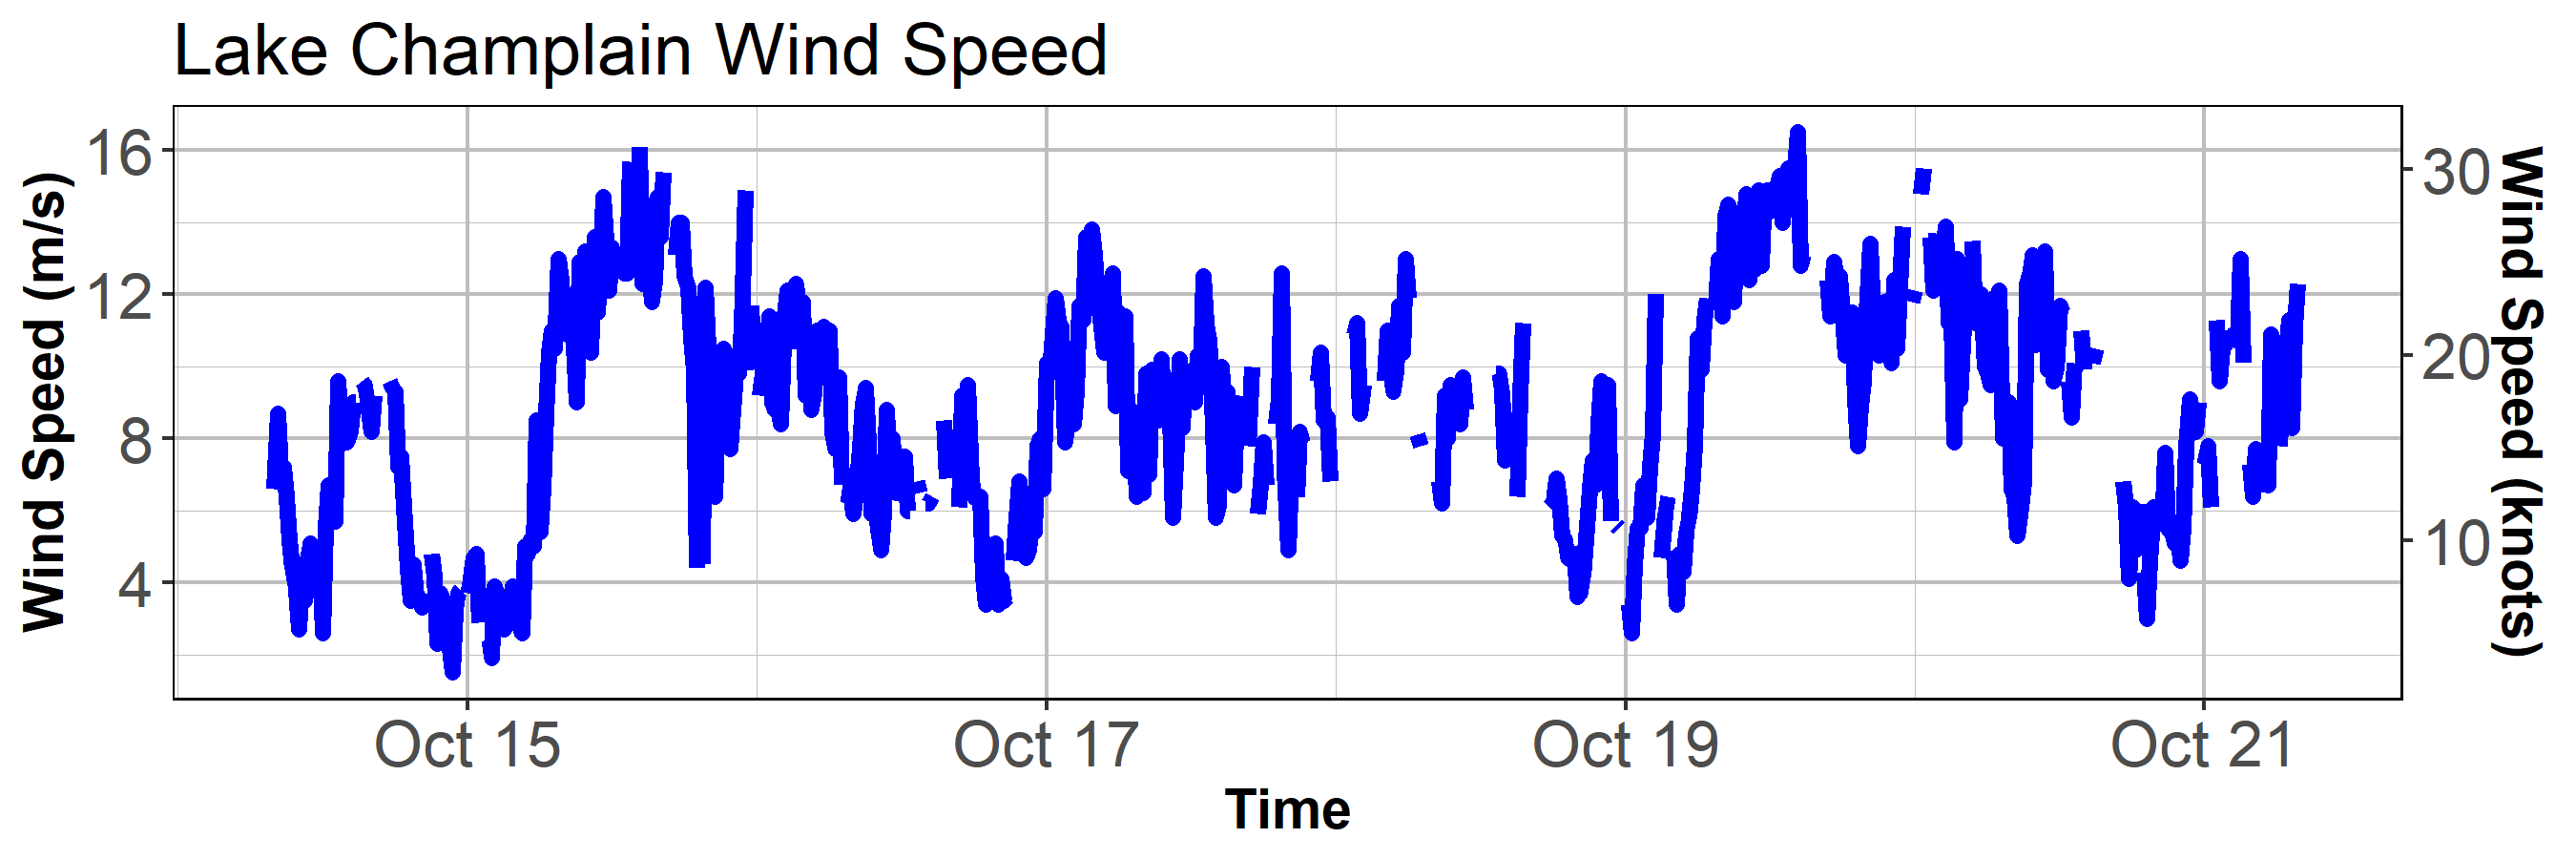 Lake Champlain Wind Speed
Wind Speed (m/s)
16
12
8
4
30
20
10
Wind Speed (knots)
Oct 15
Oct 17
Oct 19
Oct 21
Time